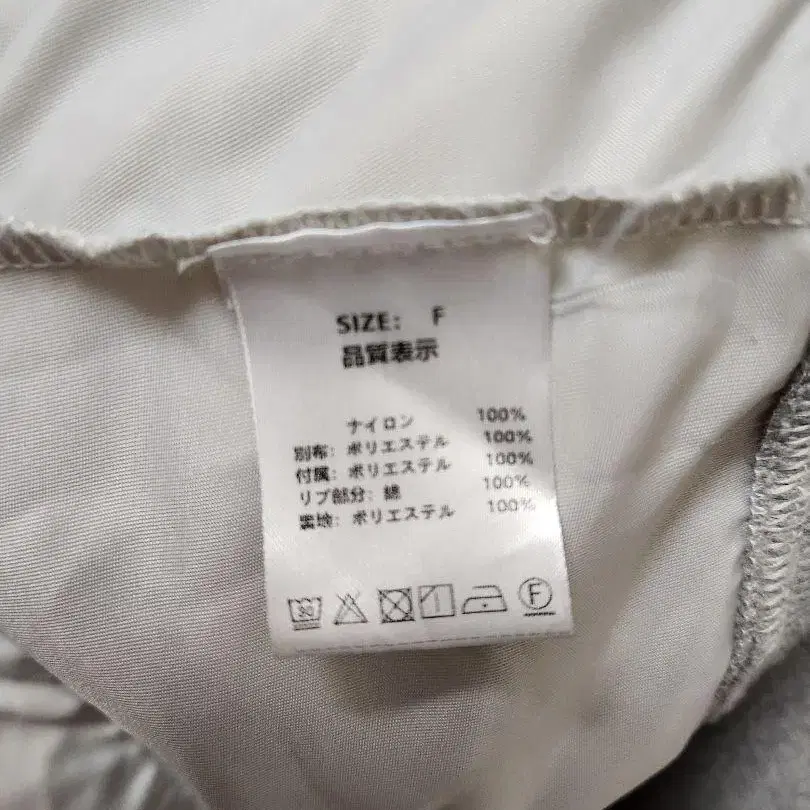 SIZE: F
品質表示
ナイロン 100%
別布: ポリエステル 100%
付属: ポリエステル 100%
リブ部分: 綿 100%
裏地: ポリエステル 100%
30
F